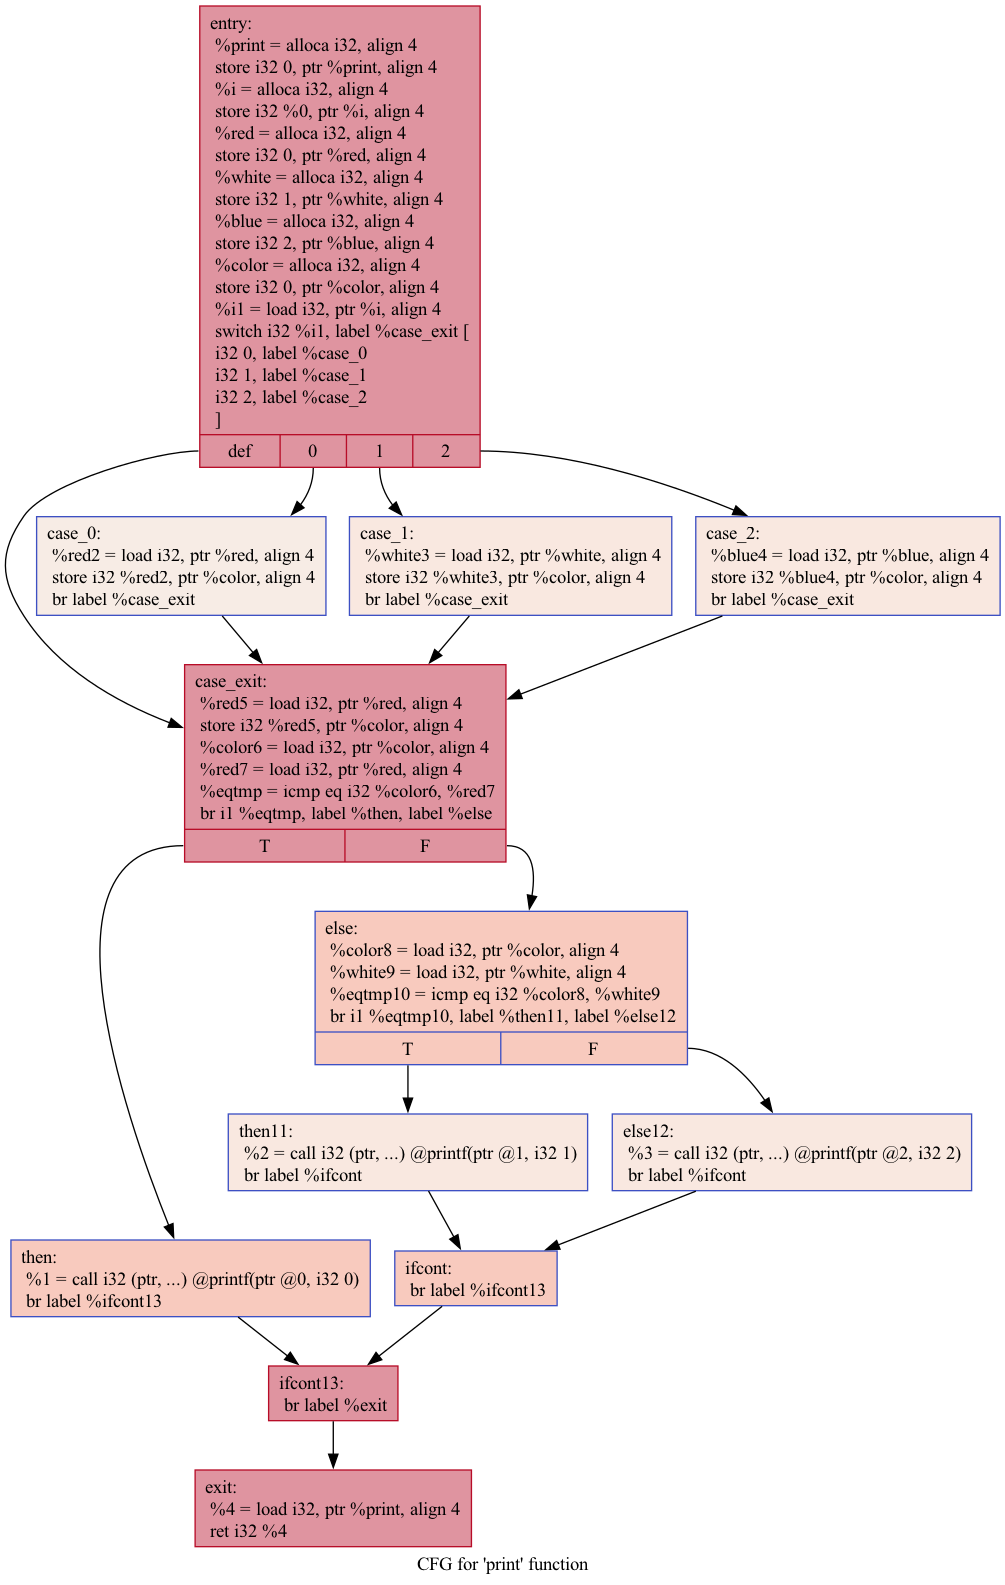 entry:
%print = alloca i32, align 4
store i32 0, ptr %print, align 4
%i = alloca i32, align 4
store i32 %0, ptr %i, align 4
%red = alloca i32, align 4
store i32 0, ptr %red, align 4
%white = alloca i32, align 4
store i32 1, ptr %white, align 4
%blue = alloca i32, align 4
store i32 2, ptr %blue, align 4
%color = alloca i32, align 4
store i32 0, ptr %color, align 4
%i1 = load i32, ptr %i, align 4
switch i32 %i1, label %case_exit [
i32 0, label %case_0
i32 1, label %case_1
i32 2, label %case_2
]
def 0 1 2
case_0:
%red2 = load i32, ptr %red, align 4
store i32 %red2, ptr %color, align 4
br label %case_exit
case_1:
%white3 = load i32, ptr %white, align 4
store i32 %white3, ptr %color, align 4
br label %case_exit
case_2:
%blue4 = load i32, ptr %blue, align 4
store i32 %blue4, ptr %color, align 4
br label %case_exit
case_exit:
%red5 = load i32, ptr %red, align 4
store i32 %red5, ptr %color, align 4
%color6 = load i32, ptr %color, align 4
%red7 = load i32, ptr %red, align 4
%eqtmp = icmp eq i32 %color6, %red7
br i1 %eqtmp, label %then, label %else
T F
else:
%color8 = load i32, ptr %color, align 4
%white9 = load i32, ptr %white, align 4
%eqtmp10 = icmp eq i32 %color8, %white9
br i1 %eqtmp10, label %then11, label %else12
T F
then11:
%2 = call i32 (ptr, ...) @printf(ptr @1, i32 1)
br label %ifcont
else12:
%3 = call i32 (ptr, ...) @printf(ptr @2, i32 2)
br label %ifcont
then:
%1 = call i32 (ptr, ...) @printf(ptr @0, i32 0)
br label %ifcont13
ifcont:
br label %ifcont13
ifcont13:
br label %exit
exit:
%4 = load i32, ptr %print, align 4
ret i32 %4
CFG for 'print' function